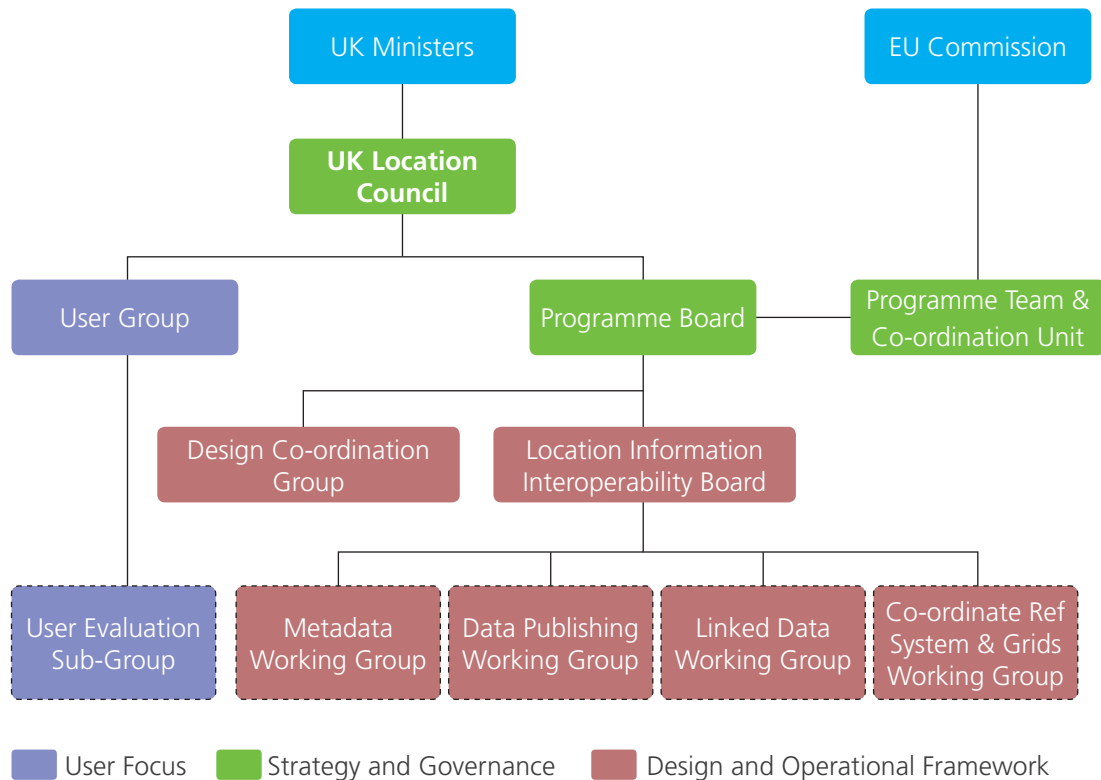 UK Ministers
EU Commission
UK Location
Council
User Group
Programme Board
Programme Team &
Co-ordination Unit
Design Co-ordination
Group
Location Information
Interoperability Board
User Evaluation
Sub-Group
Metadata
Working Group
Data Publishing
Working Group
Linked Data
Working Group
Co-ordinate Ref
System & Grids
Working Group
User Focus
Strategy and Governance
Design and Operational Framework